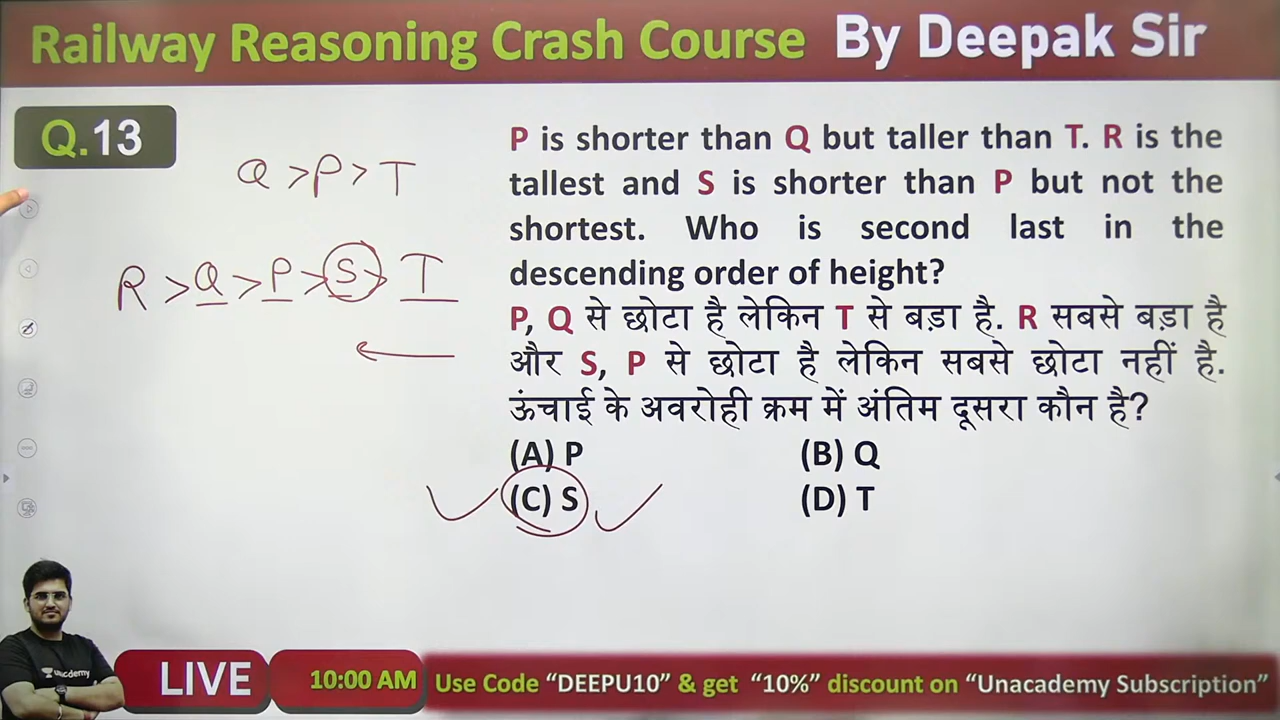 Railway Reasoning Crash Course By Deepak Sir
Q.13
Q > P > T
R > Q > P > S > T
P is shorter than Q but taller than T. R is the
tallest and S is shorter than P but not the
shortest. Who is second last in the
descending order of height?
P, Q से छोटा है लेकिन T से बड़ा है. R सबसे बड़ा है
और S, P से छोटा है लेकिन सबसे छोटा नहीं है.
ऊंचाई के अवरोही क्रम में अंतिम दूसरा कौन है?
(A) P (B) Q
(C) S (D) T
unacademy
LIVE
10:00 AM
Use Code “DEEPU10” & get “10%” discount on “Unacademy Subscription”